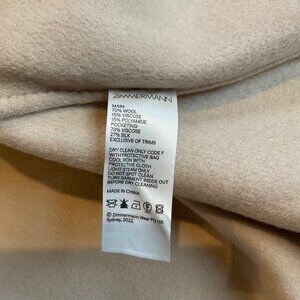 ZIMMERMANN
MAIN:
70% WOOL
15% VISCOSE
15% POLYAMIDE
POCKETING:
73% VISCOSE
27% SILK
EXCLUSIVE OF TRIMS
DRY CLEAN ONLY CODE F
WITH PROTECTIVE BAG
COOL IRON WITH
PROTECTIVE CLOTH
LIGHT STEAM ONLY
DO NOT SPOT CLEAN
TURN GARMENT INSIDE OUT
BEFORE DRY CLEANING
MADE IN CHINA
© Zimmermann Wear Pty Ltd.
Sydney, 2022.